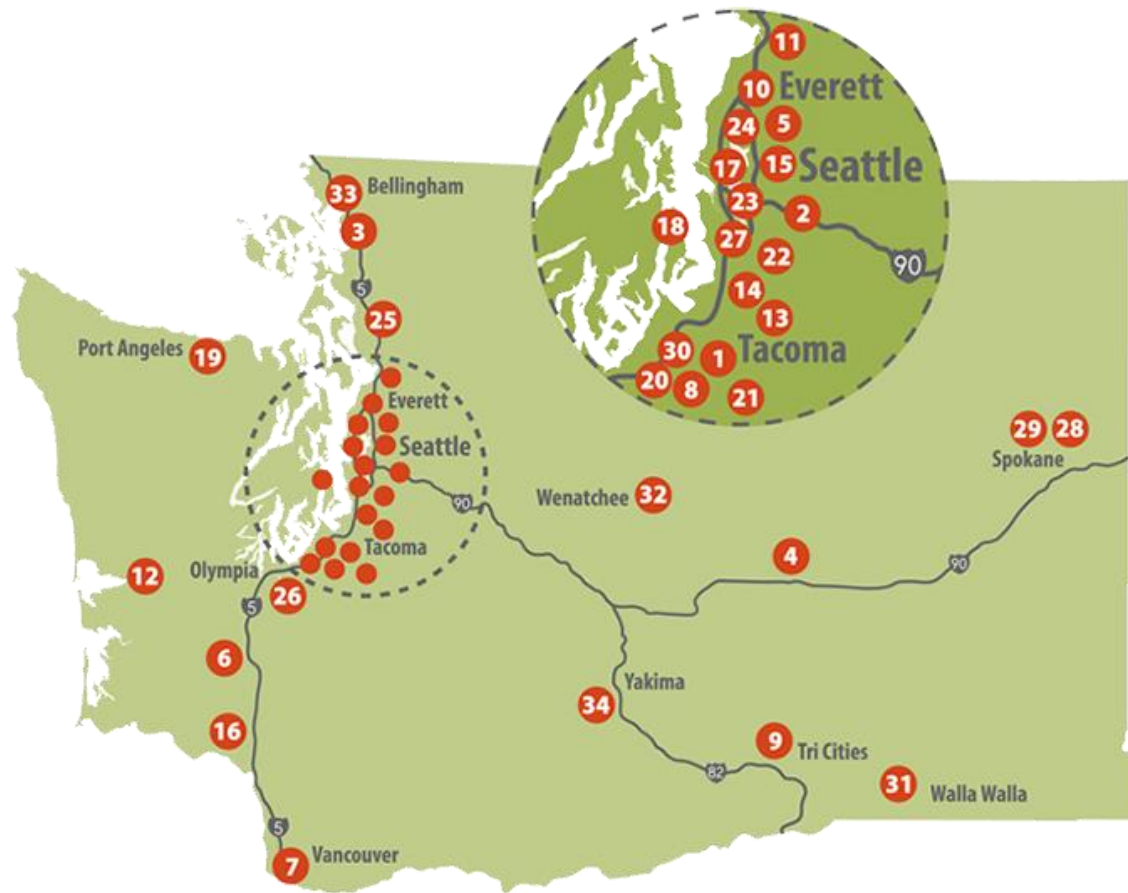 11
10 Everett
24 5
17 15 Seattle
23 2
18 27
22 90
14
13
30 1 Tacoma
20 8 21
33 Bellingham
3
5
25
Port Angeles 19
Everett
Seattle
29 28
Spokane
Wenatchee 32
90
4
90
Tacoma
Olympia
12
26
5
6
Yakima
34
16
9 Tri Cities
82
31 Walla Walla
5
7 Vancouver